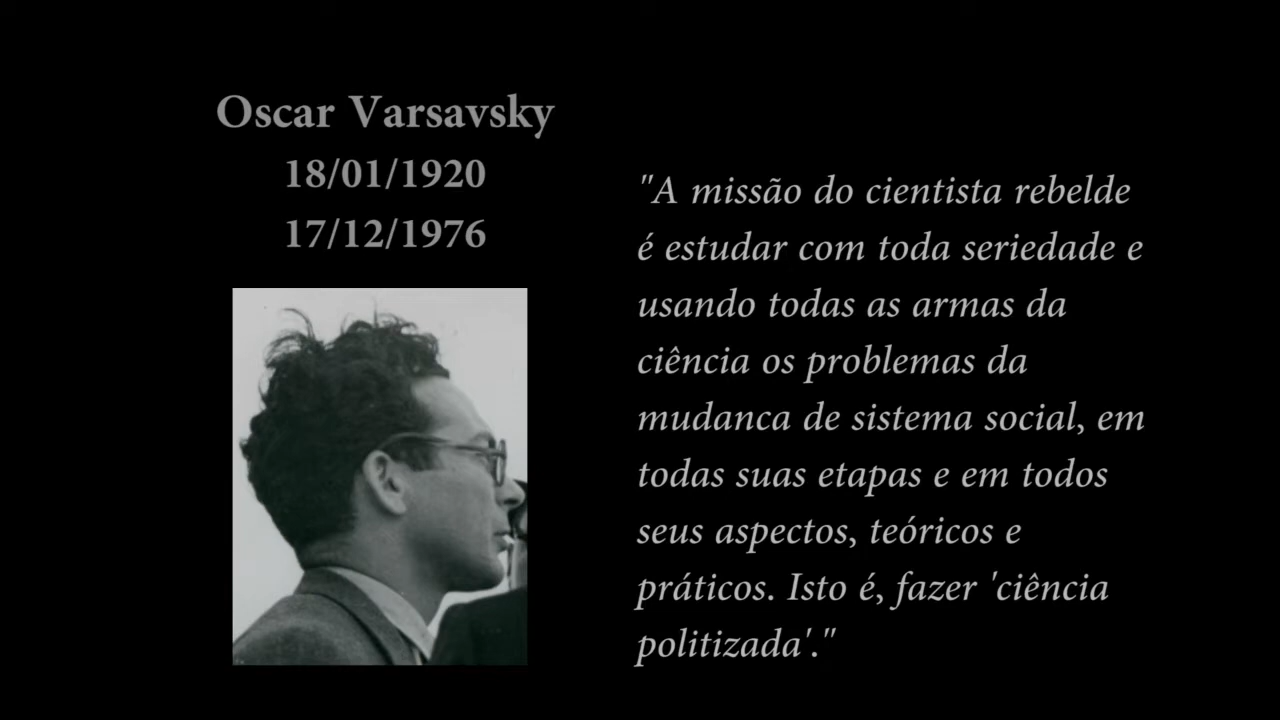 Oscar Varsavsky
18/01/1920
17/12/1976
"A missão do cientista rebelde
é estudar com toda seriedade e
usando todas as armas da
ciência os problemas da
mudanca de sistema social, em
todas suas etapas e em todos
seus aspectos, teóricos e
práticos. Isto é, fazer 'ciência
politizada'."